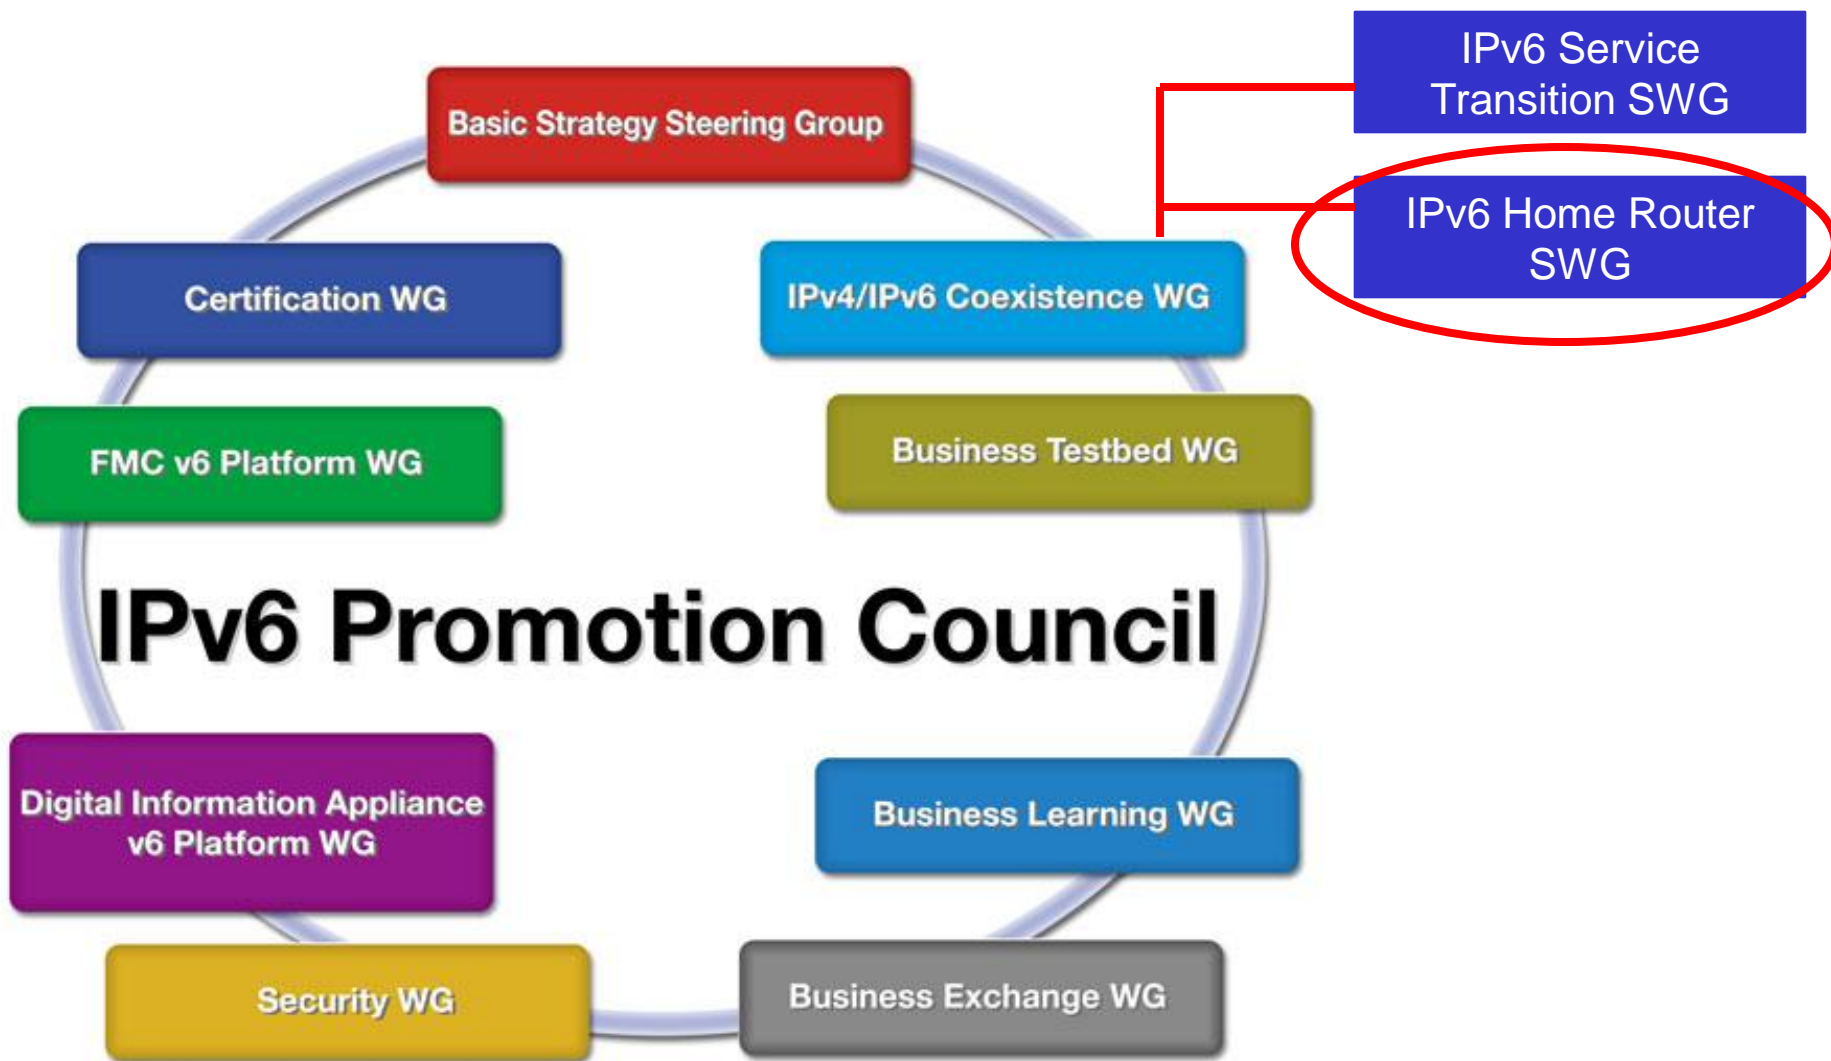 IPv6 Service
Transition SWG
Basic Strategy Steering Group
IPv6 Home Router
SWG
Certification WG
IPv4/IPv6 Coexistence WG
FMC v6 Platform WG
Business Testbed WG
IPv6 Promotion Council
Digital Information Appliance
v6 Platform WG
Business Learning WG
Security WG
Business Exchange WG